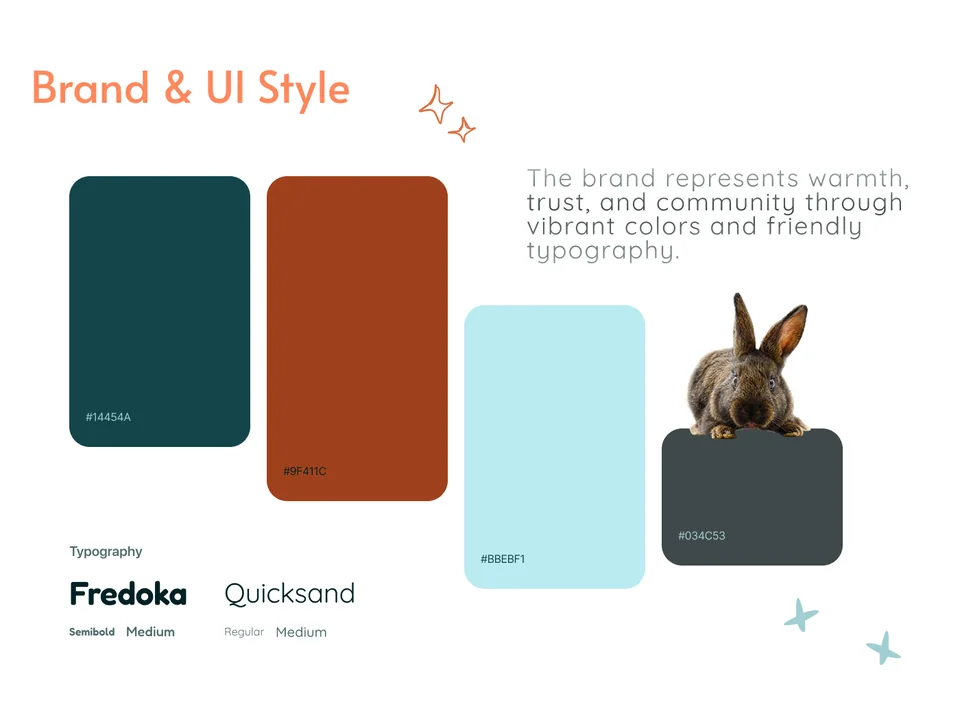 Brand & UI Style
The brand represents warmth,
trust, and community through
vibrant colors and friendly
typography.
#14454A
#9F411C
#BBEBF1
#034C53
Typography
Fredoka
Semibold Medium
Quicksand
Regular Medium